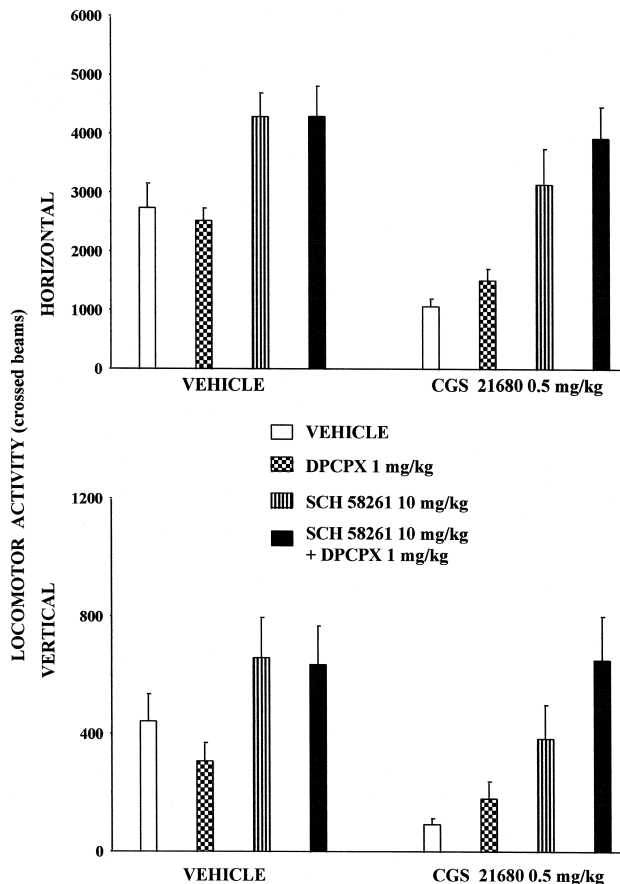 6000
5000
4000
3000
2000
1000
0
HORIZONTAL
VEHICLE
CGS 21680 0.5 mg/kg
LOCOMOTOR ACTIVITY (crossed beams)
VEHICLE
DPCPX 1 mg/kg
SCH 58261 10 mg/kg
SCH 58261 10 mg/kg
+ DPCPX 1 mg/kg
1200
800
400
0
VERTICAL
VEHICLE
CGS 21680 0.5 mg/kg